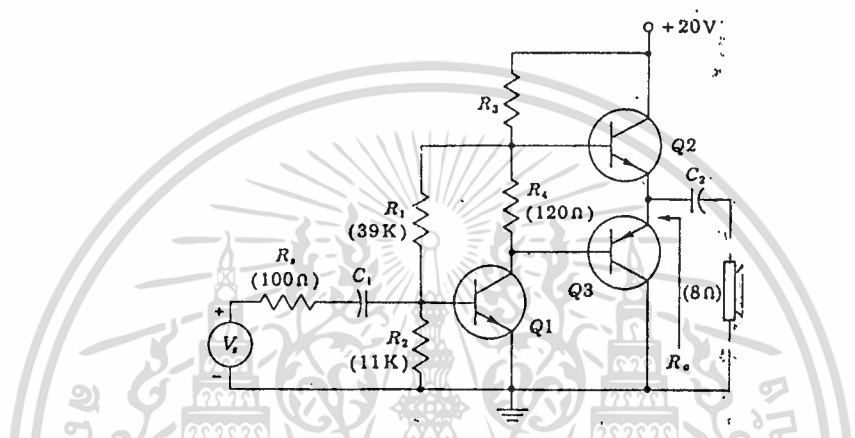 +20V
R₃
Q2
C₂
R₁
(39K)
R₄
(120Ω)
Rₛ
(100Ω)
C₁
Q3
(8Ω)
+
Vₛ
-
R₂
(11K)
Q1
Rₒ